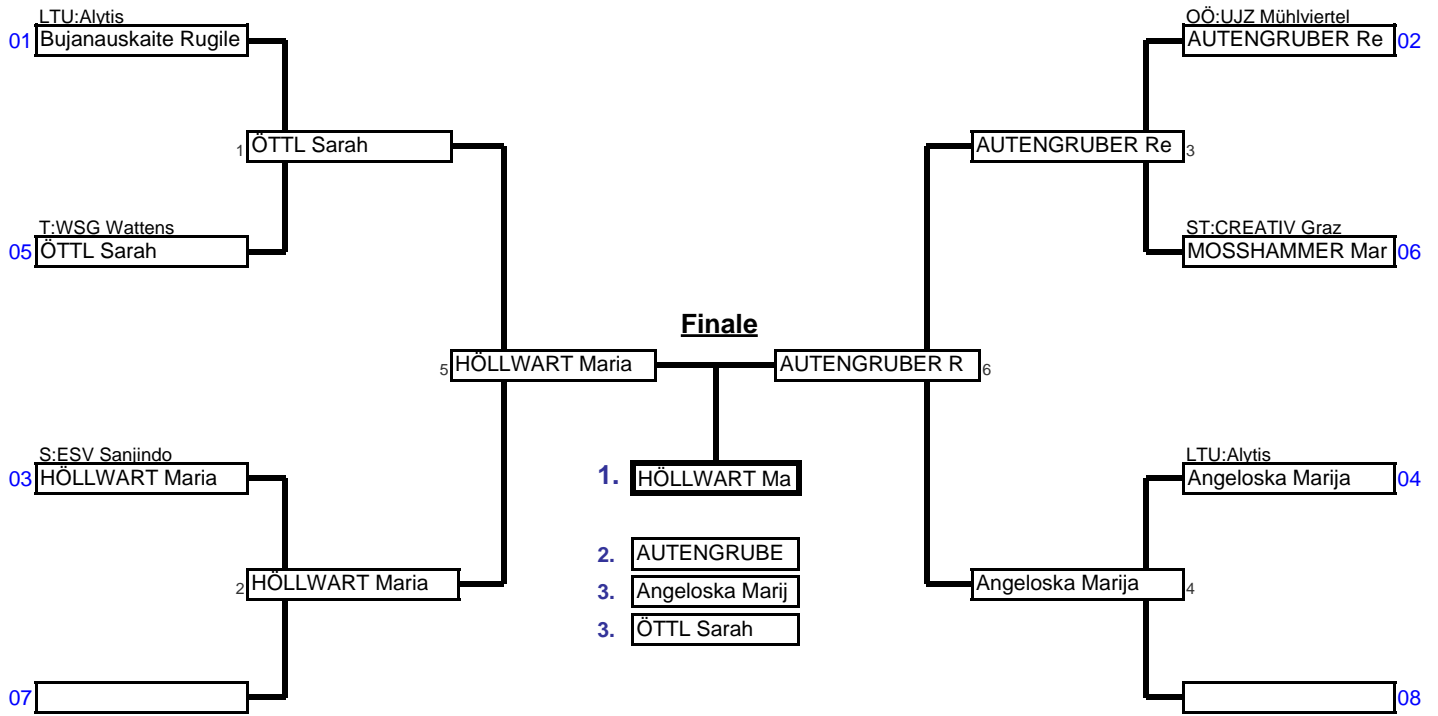 LTU:Alytis
01 Bujanauskaite Rugile
1 ÖTTL Sarah
T:WSG Wattens
05 ÖTTL Sarah
5 HÖLLWART Maria
S:ESV Sanjindo
03 HÖLLWART Maria
2 HÖLLWART Maria
07
Finale
1. HÖLLWART Ma
2. AUTENGRUBE
3. Angeloska Marij
3. ÖTTL Sarah
OÖ:UJZ Mühlviertel
AUTENGRUBER Re 02
AUTENGRUBER Re 3
ST:CREATIV Graz
MOSSHAMMER Mar 06
AUTENGRUBER R 6
LTU:Alytis
Angeloska Marija 04
Angeloska Marija 4
08